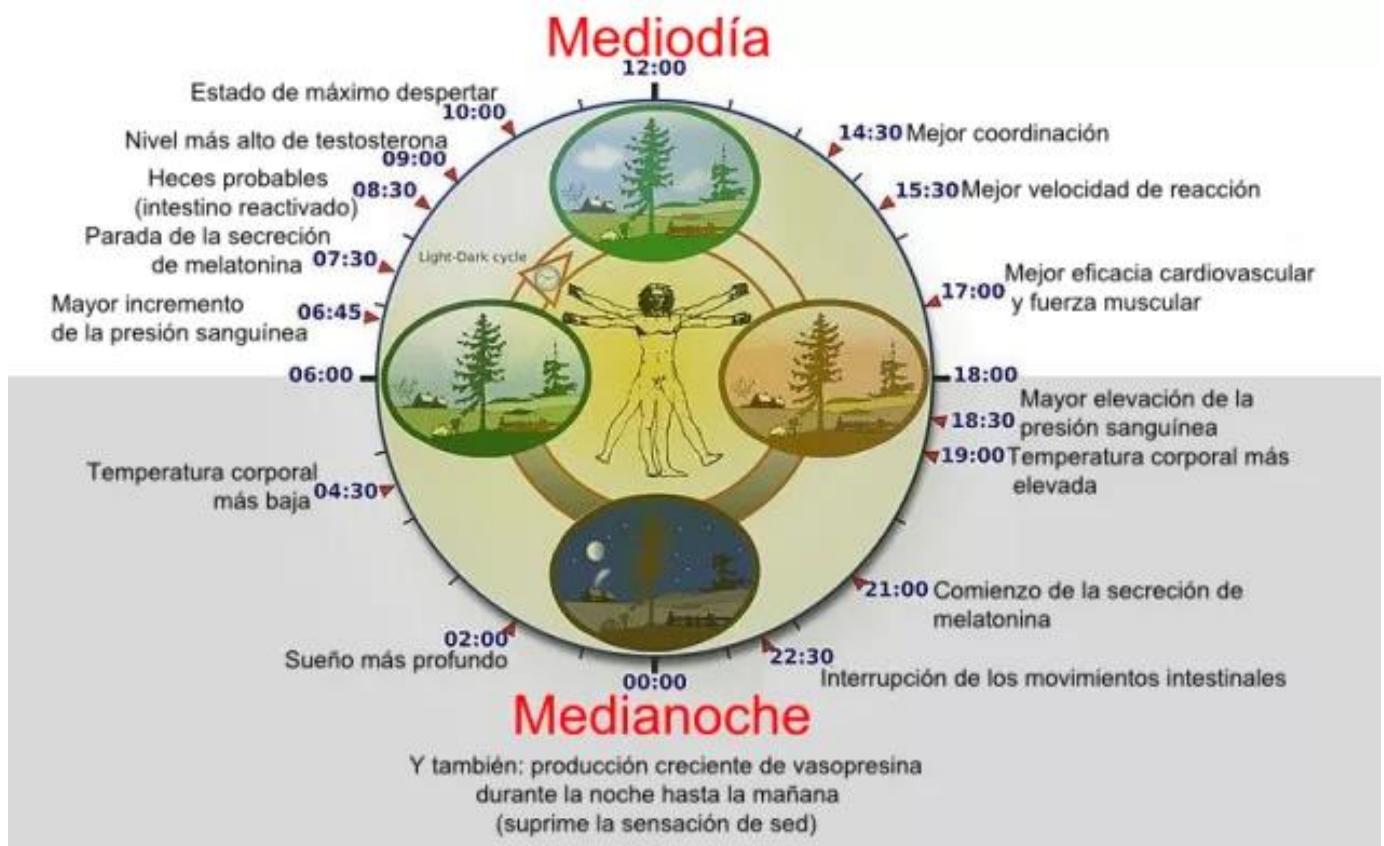 Mediodía
12:00
Estado de máximo despertar
10:00
Nivel más alto de testosterona
09:00
Heces probables
(intestino reactivado)
08:30
Parada de la secreción
de melatonina
07:30
Mayor incremento
de la presión sanguínea
06:45
06:00
Temperatura corporal
más baja
04:30
02:00
Sueño más profundo
Light-Dark cycle
14:30 Mejor coordinación
15:30 Mejor velocidad de reacción
17:00
Mejor eficacia cardiovascular
y fuerza muscular
18:00
18:30
Mayor elevación de la
presión sanguínea
19:00 Temperatura corporal más
elevada
21:00 Comienzo de la secreción de
melatonina
22:30
Interrupción de los movimientos intestinales
00:00
Medianoche
Y también: producción creciente de vasopresina
durante la noche hasta la mañana
(suprime la sensación de sed)